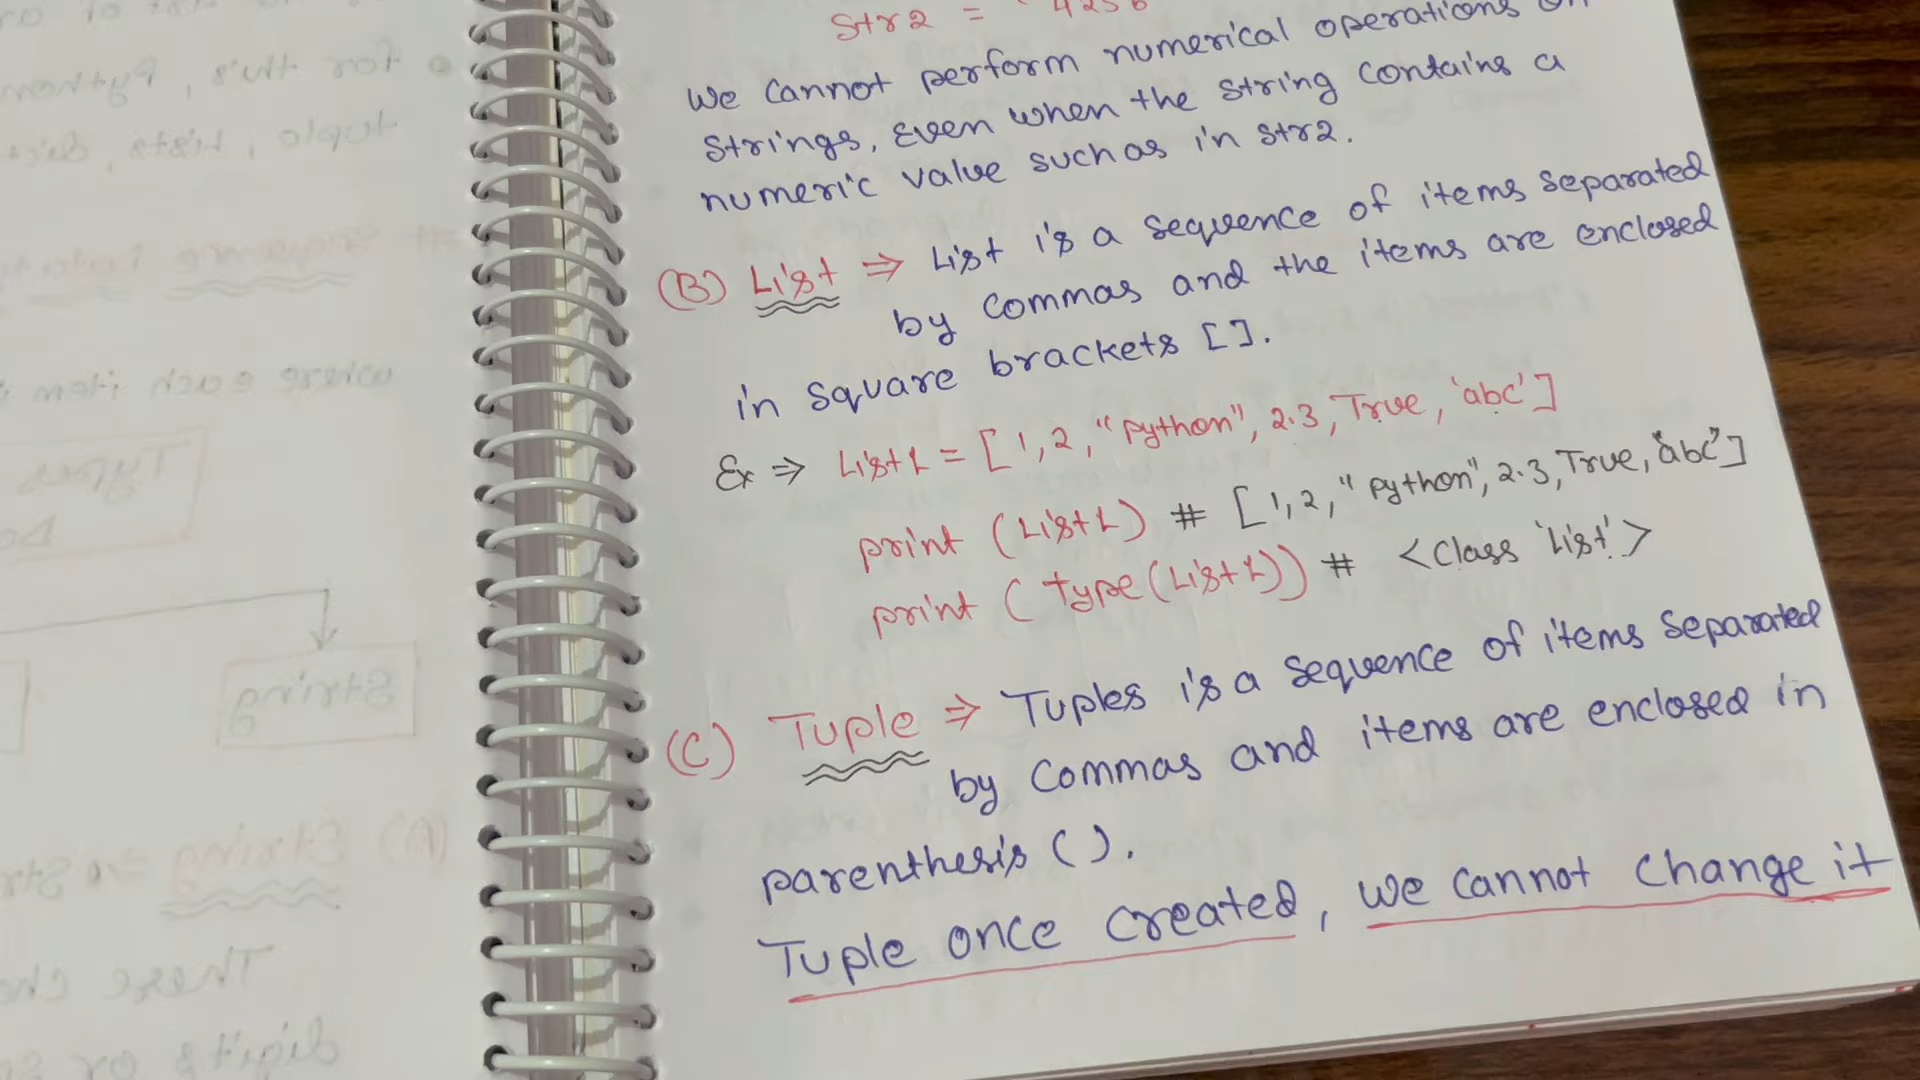 Str2 = '4256
We cannot perform numerical operations on
strings, Even when the string contains a
numeric value such as in str2.
(B) List ⇒ List is a sequence of items separated
by commas and the items are enclosed
in square brackets [ ].
Ex ⇒ List1 = [1, 2, "python", 2.3, True, 'abc']
print (List1) # [1, 2, "python", 2.3, True, "abc"]
print ( type(List1)) # <class 'List'>
(C) Tuple ⇒ Tuples is a sequence of items separated
by commas and items are enclosed in
parenthesis ( ).
Tuple once created, we cannot change it